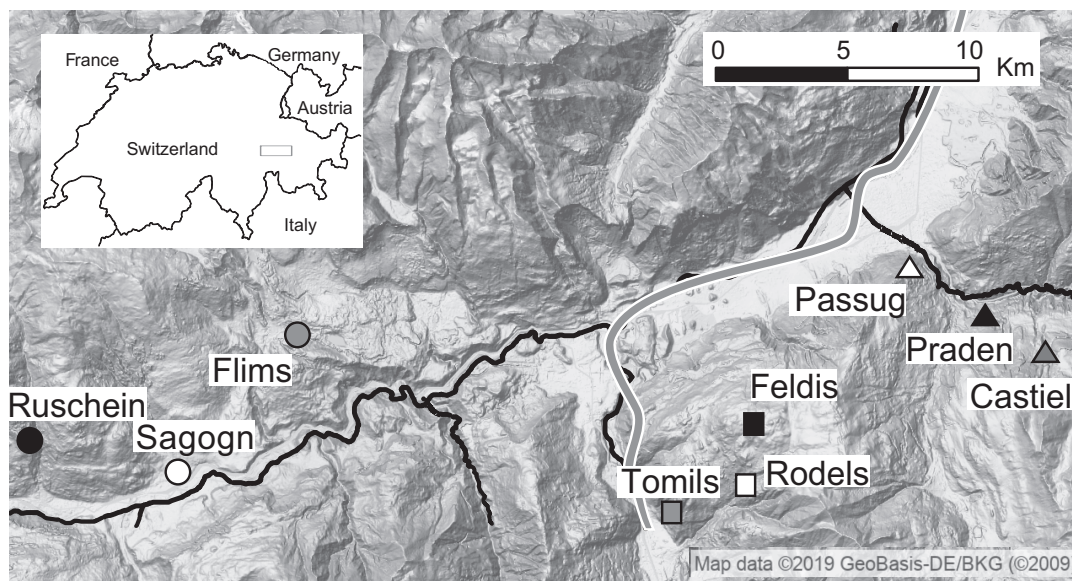 France
Germany
Austria
Switzerland
Italy
0 5 10
Km
Passug
Praden
Castiel
Flims
Feldis
Ruschein
Sagogn
Tomils
Rodels
Map data ©2019 GeoBasis-DE/BKG (©2009